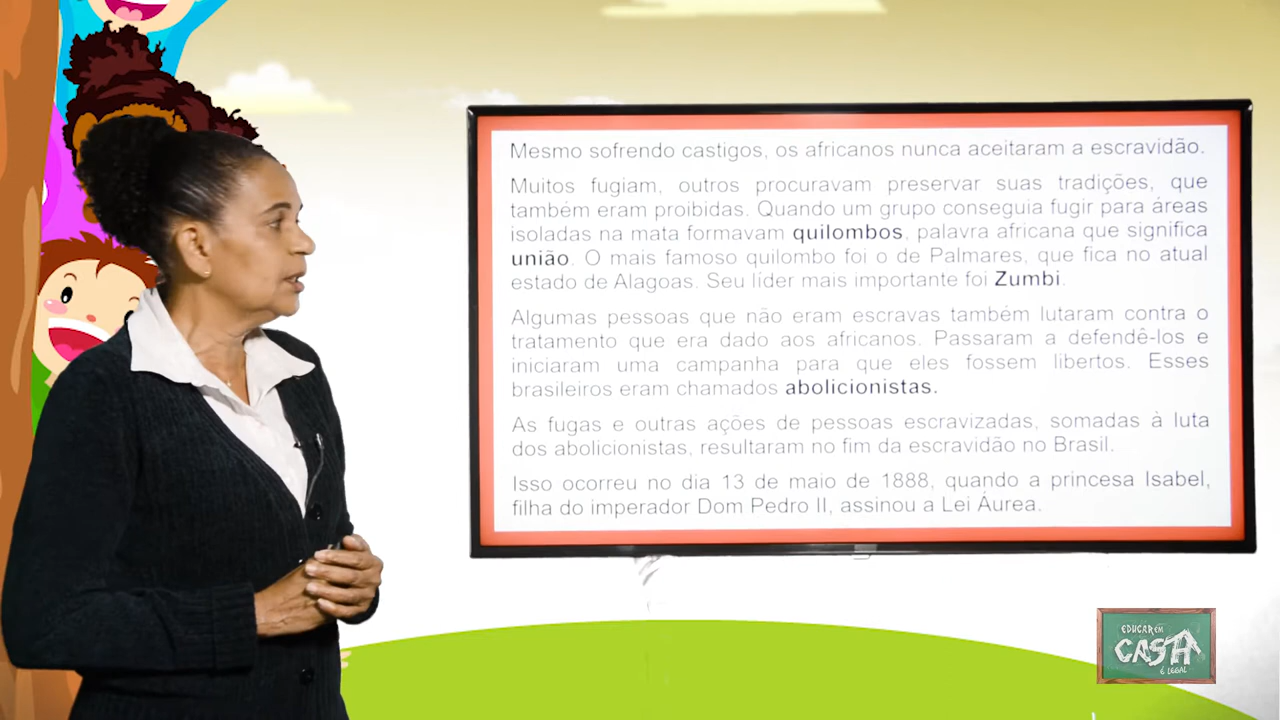 Mesmo sofrendo castigos, os africanos nunca aceitaram a escravidão.
Muitos fugiam, outros procuravam preservar suas tradições, que
também eram proibidas. Quando um grupo conseguia fugir para áreas
isoladas na mata formavam quilombos, palavra africana que significa
união. O mais famoso quilombo foi o de Palmares, que fica no atual
estado de Alagoas. Seu líder mais importante foi Zumbi.
Algumas pessoas que não eram escravas também lutaram contra o
tratamento que era dado aos africanos. Passaram a defendê-los e
iniciaram uma campanha para que eles fossem libertos. Esses
brasileiros eram chamados abolicionistas.
As fugas e outras ações de pessoas escravizadas, somadas à luta
dos abolicionistas, resultaram no fim da escravidão no Brasil.
Isso ocorreu no dia 13 de maio de 1888, quando a princesa Isabel,
filha do imperador Dom Pedro II, assinou a Lei Áurea.
EDUCAR EM
CASA
É LEGAL